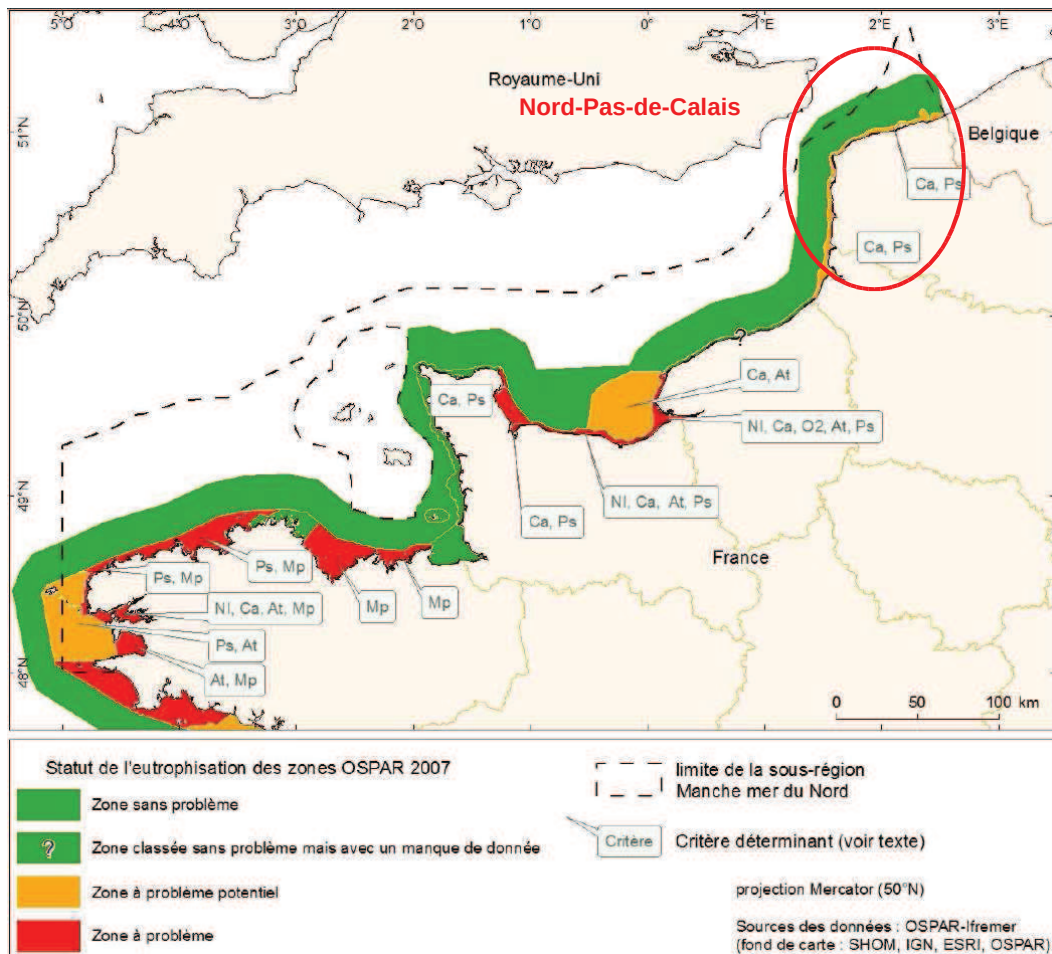 5°O 4°O 3°O 2°O 1°O 0° 1°E 2°E 3°E
Royaume-Uni
Nord-Pas-de-Calais
51°N
Belgique
Ca, Ps
Ca, Ps
50°N
?
Ca, At
Ca, Ps
NI, Ca, O2, At, Ps
49°N
NI, Ca, At, Ps
Ca, Ps
France
Ps, Mp
Ps, Mp
Mp
Mp
NI, Ca, At, Mp
Ps, At
At, Mp
48°N
0 50 100 km
Statut de l'eutrophisation des zones OSPAR 2007
Zone sans problème
? Zone classée sans problème mais avec un manque de donnée
Zone à problème potentiel
Zone à problème
limite de la sous-région
Manche mer du Nord
Critère Critère déterminant (voir texte)
projection Mercator (50°N)
Sources des données : OSPAR-Ifremer
(fond de carte : SHOM, IGN, ESRI, OSPAR)